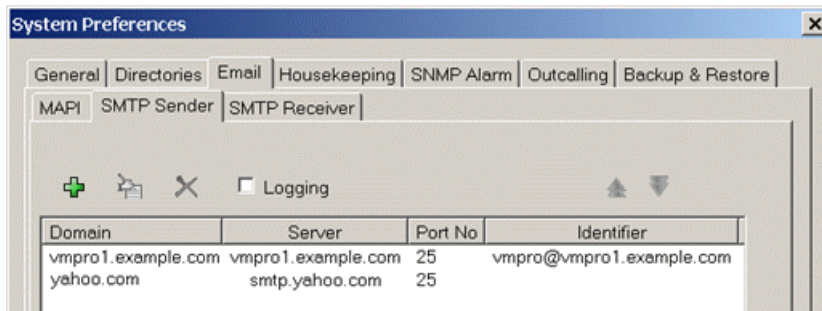 System Preferences
General Directories Email Housekeeping SNMP Alarm Outcalling Backup & Restore
MAPI SMTP Sender SMTP Receiver
Logging
Domain Server Port No Identifier
vmpro1.example.com vmpro1.example.com 25 vmpro@vmpro1.example.com
yahoo.com smtp.yahoo.com 25